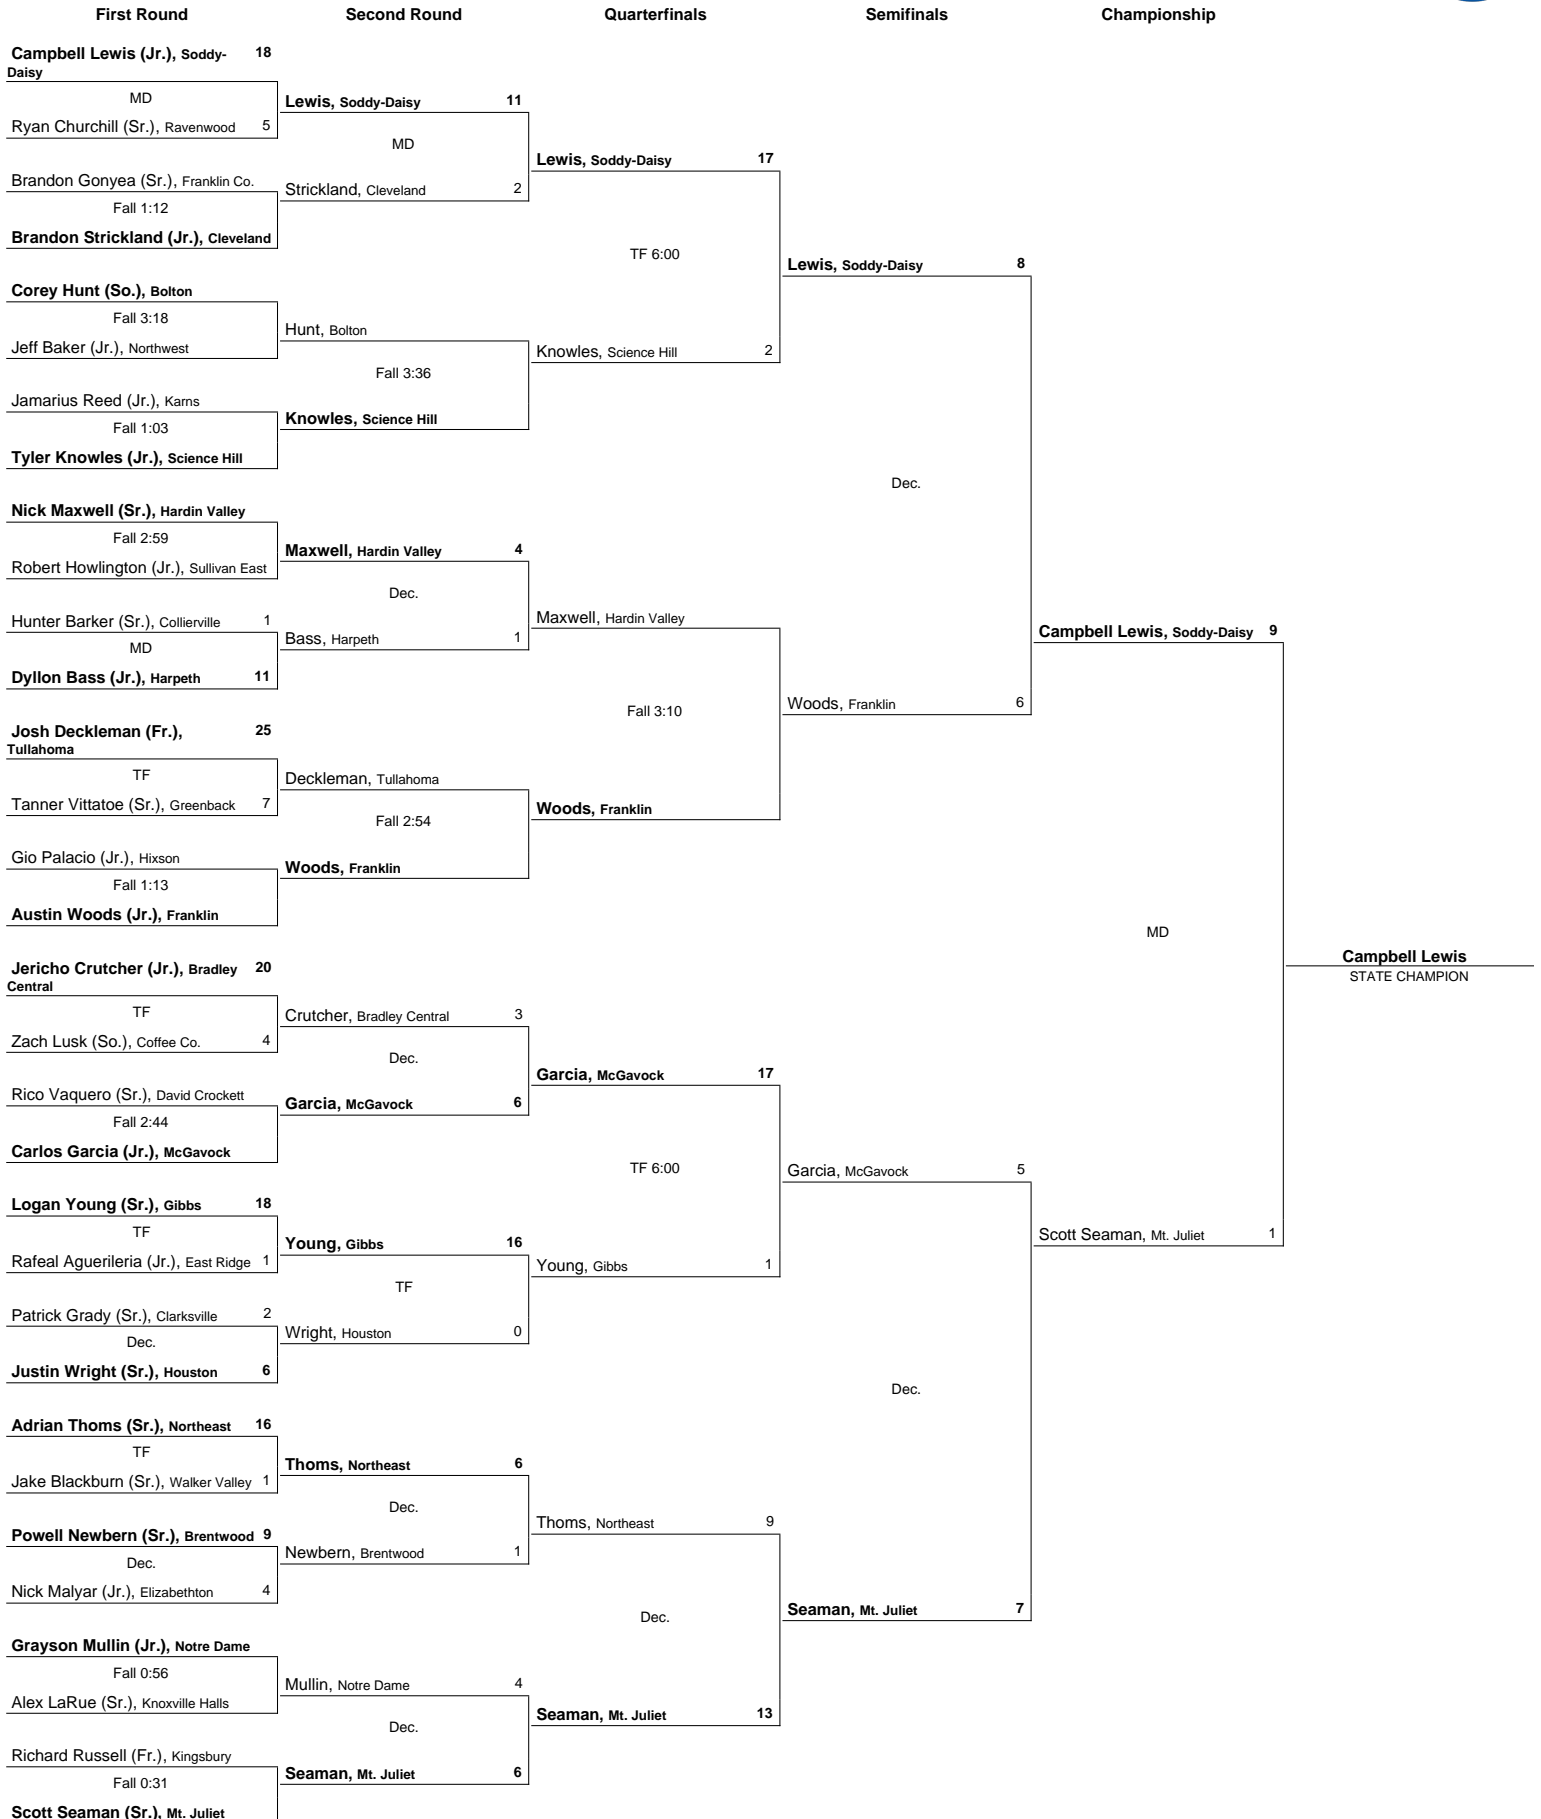 First Round Second Round Quarterfinals Semifinals Championship
Campbell Lewis (Jr.), Soddy- 18
Daisy
MD
Ryan Churchill (Sr.), Ravenwood 5
Brandon Gonyea (Sr.), Franklin Co.
Fall 1:12
Brandon Strickland (Jr.), Cleveland
Corey Hunt (So.), Bolton
Fall 3:18
Jeff Baker (Jr.), Northwest
Jamarius Reed (Jr.), Karns
Fall 1:03
Tyler Knowles (Jr.), Science Hill
Nick Maxwell (Sr.), Hardin Valley
Fall 2:59
Robert Howlington (Jr.), Sullivan East
Hunter Barker (Sr.), Collierville 1
MD
Dyllon Bass (Jr.), Harpeth 11
Josh Deckleman (Fr.), 25
Tullahoma
TF
Tanner Vittatoe (Sr.), Greenback 7
Gio Palacio (Jr.), Hixson
Fall 1:13
Austin Woods (Jr.), Franklin
Jericho Crutcher (Jr.), Bradley 20
Central
TF
Zach Lusk (So.), Coffee Co. 4
Rico Vaquero (Sr.), David Crockett
Fall 2:44
Carlos Garcia (Jr.), McGavock
Logan Young (Sr.), Gibbs 18
TF
Rafeal Aguerileria (Jr.), East Ridge 1
Patrick Grady (Sr.), Clarksville 2
Dec.
Justin Wright (Sr.), Houston 6
Adrian Thoms (Sr.), Northeast 16
TF
Jake Blackburn (Sr.), Walker Valley 1
Powell Newbern (Sr.), Brentwood 9
Dec.
Nick Malyar (Jr.), Elizabethton 4
Grayson Mullin (Jr.), Notre Dame
Fall 0:56
Alex LaRue (Sr.), Knoxville Halls
Richard Russell (Fr.), Kingsbury
Fall 0:31
Scott Seaman (Sr.), Mt. Juliet
Lewis, Soddy-Daisy 11
MD
Strickland, Cleveland 2
Hunt, Bolton
Fall 3:36
Knowles, Science Hill
Maxwell, Hardin Valley 4
Dec.
Bass, Harpeth 1
Deckleman, Tullahoma
Fall 2:54
Woods, Franklin
Crutcher, Bradley Central 3
Dec.
Garcia, McGavock 6
Young, Gibbs 16
TF
Wright, Houston 0
Thoms, Northeast 6
Dec.
Newbern, Brentwood 1
Mullin, Notre Dame 4
Dec.
Seaman, Mt. Juliet 6
Lewis, Soddy-Daisy 17
TF 6:00
Knowles, Science Hill 2
Maxwell, Hardin Valley
Fall 3:10
Woods, Franklin
Garcia, McGavock 17
TF 6:00
Young, Gibbs 1
Thoms, Northeast 9
Dec.
Seaman, Mt. Juliet 13
Lewis, Soddy-Daisy 8
Dec.
Woods, Franklin 6
Garcia, McGavock 5
Dec.
Seaman, Mt. Juliet 7
Campbell Lewis, Soddy-Daisy 9
MD
Scott Seaman, Mt. Juliet 1
Campbell Lewis
STATE CHAMPION